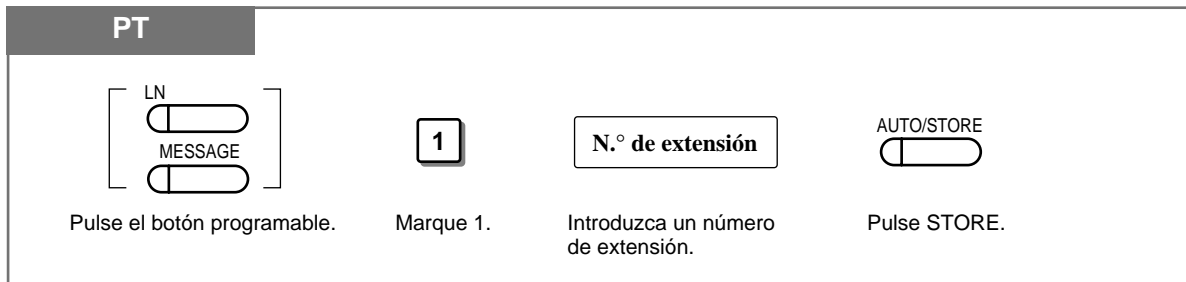 PT
LN
MESSAGE
1
N.° de extensión
AUTO/STORE
Pulse el botón programable.
Marque 1.
Introduzca un número
de extensión.
Pulse STORE.